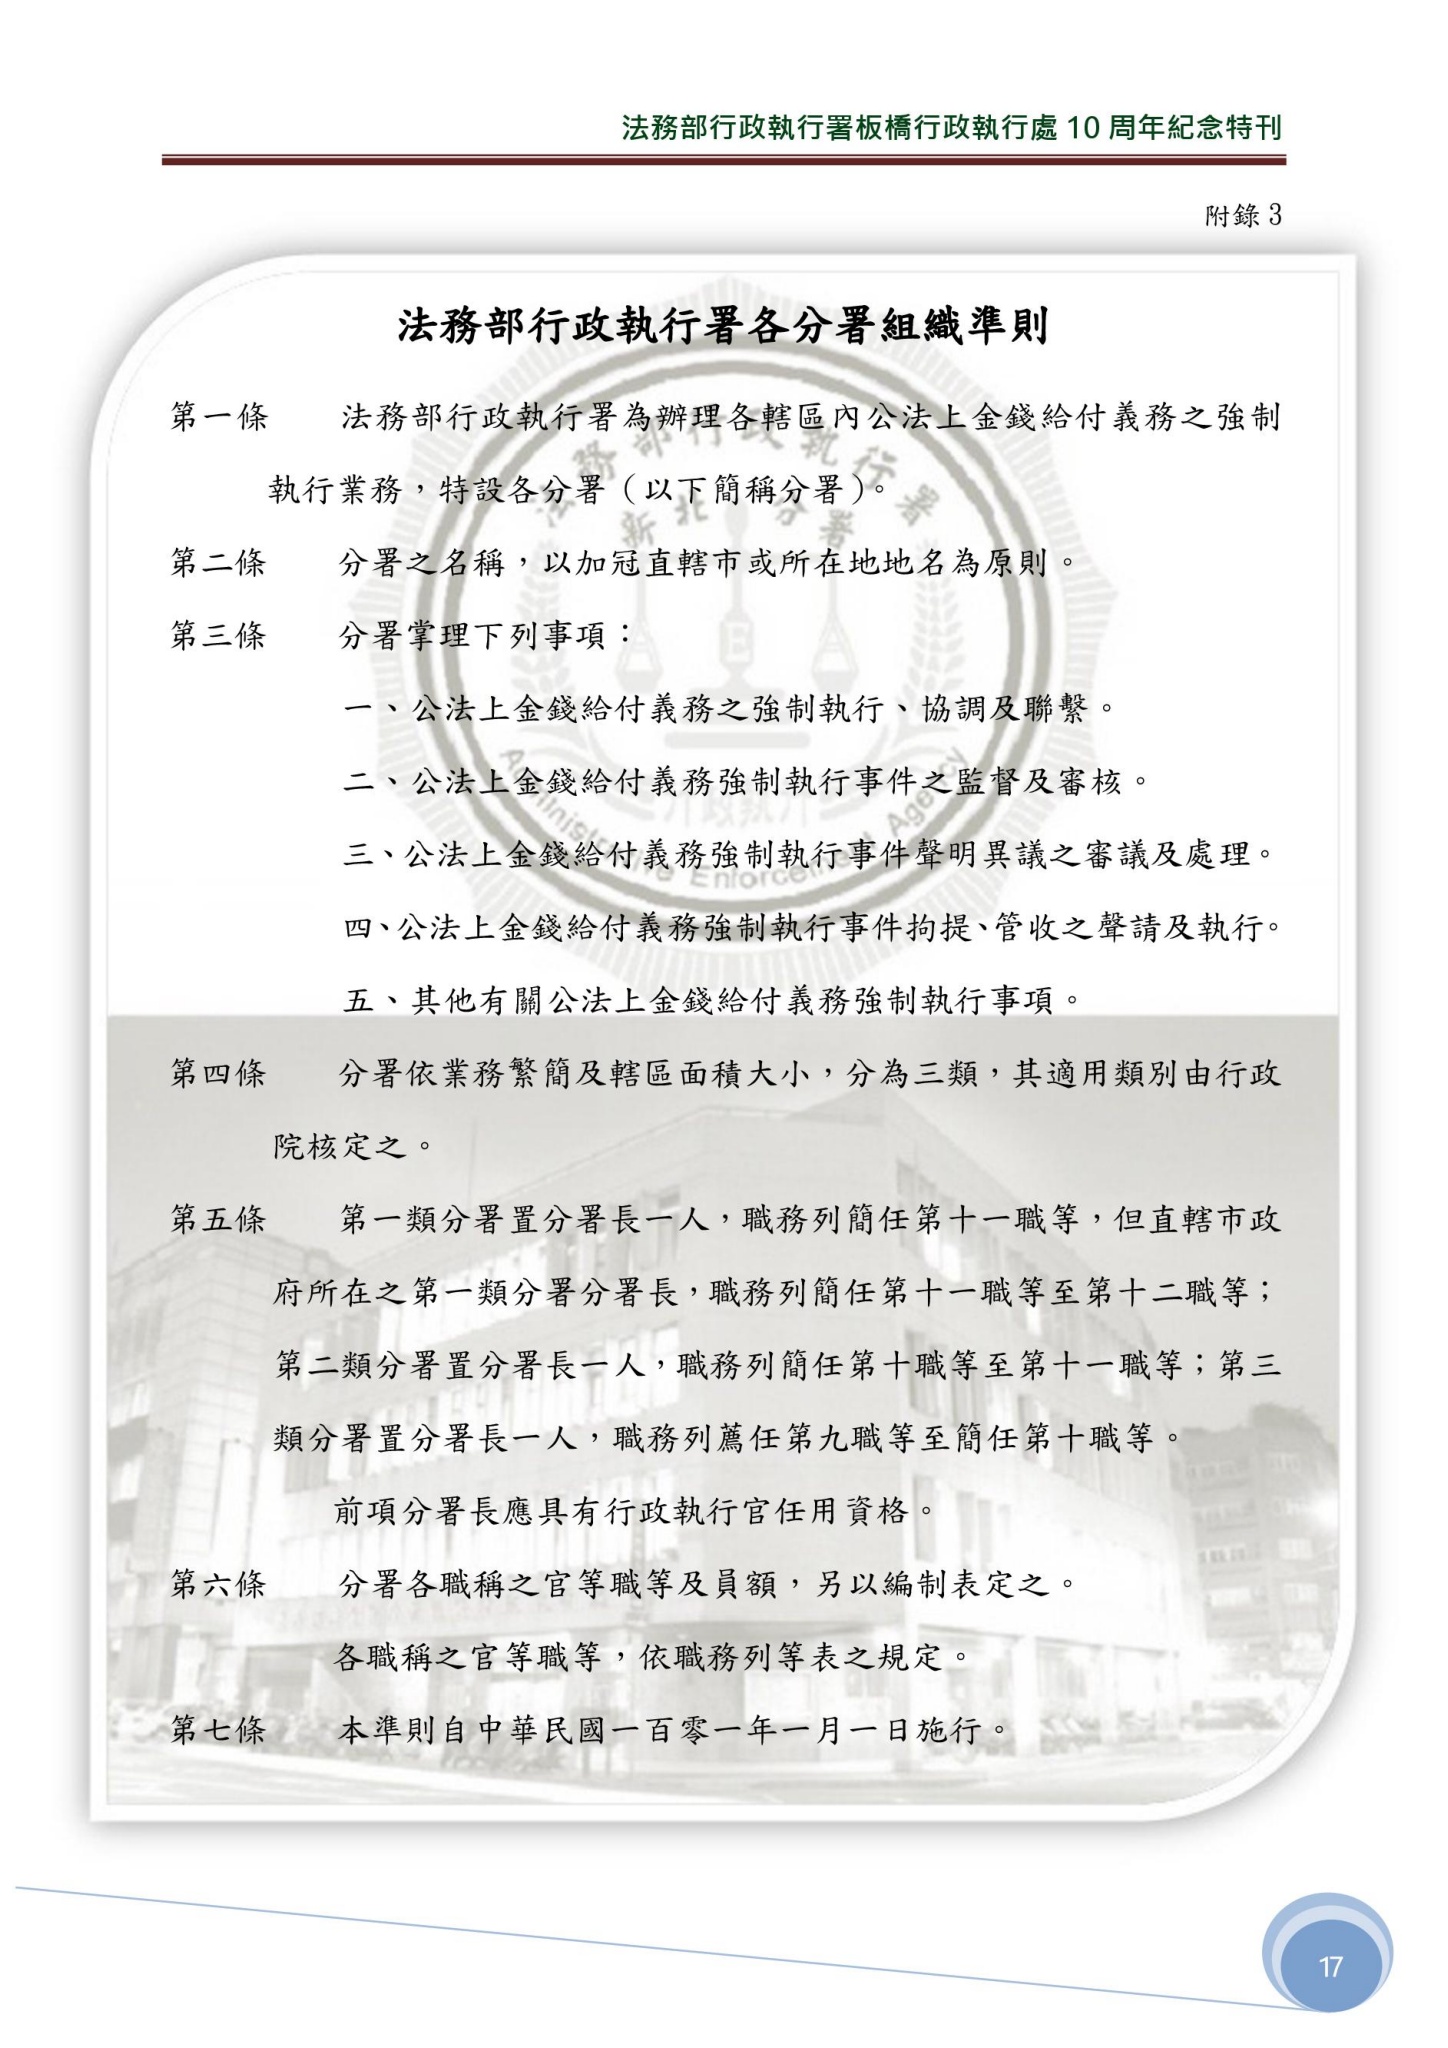 法務部行政執行署板橋行政執行處 10 周年紀念特刊
附錄 3
法務部行政執行署各分署組織準則
第一條　　法務部行政執行署為辦理各轄區內公法上金錢給付義務之強制
執行業務，特設各分署（以下簡稱分署）。
第二條　　分署之名稱，以加冠直轄市或所在地地名為原則。
第三條　　分署掌理下列事項：
一、公法上金錢給付義務之強制執行、協調及聯繫。
二、公法上金錢給付義務強制執行事件之監督及審核。
三、公法上金錢給付義務強制執行事件聲明異議之審議及處理。
四、公法上金錢給付義務強制執行事件拘提、管收之聲請及執行。
五、其他有關公法上金錢給付義務強制執行事項。
第四條　　分署依業務繁簡及轄區面積大小，分為三類，其適用類別由行政
院核定之。
第五條　　第一類分署置分署長一人，職務列簡任第十一職等，但直轄市政
府所在之第一類分署分署長，職務列簡任第十一職等至第十二職等；
第二類分署置分署長一人，職務列簡任第十職等至第十一職等；第三
類分署置分署長一人，職務列薦任第九職等至簡任第十職等。
前項分署長應具有行政執行官任用資格。
第六條　　分署各職稱之官等職等及員額，另以編制表定之。
各職稱之官等職等，依職務列等表之規定。
第七條　　本準則自中華民國一百零一年一月一日施行。
法務部行政執行署
新北分署
E
行政執行
Administrative Enforcement Agency
17